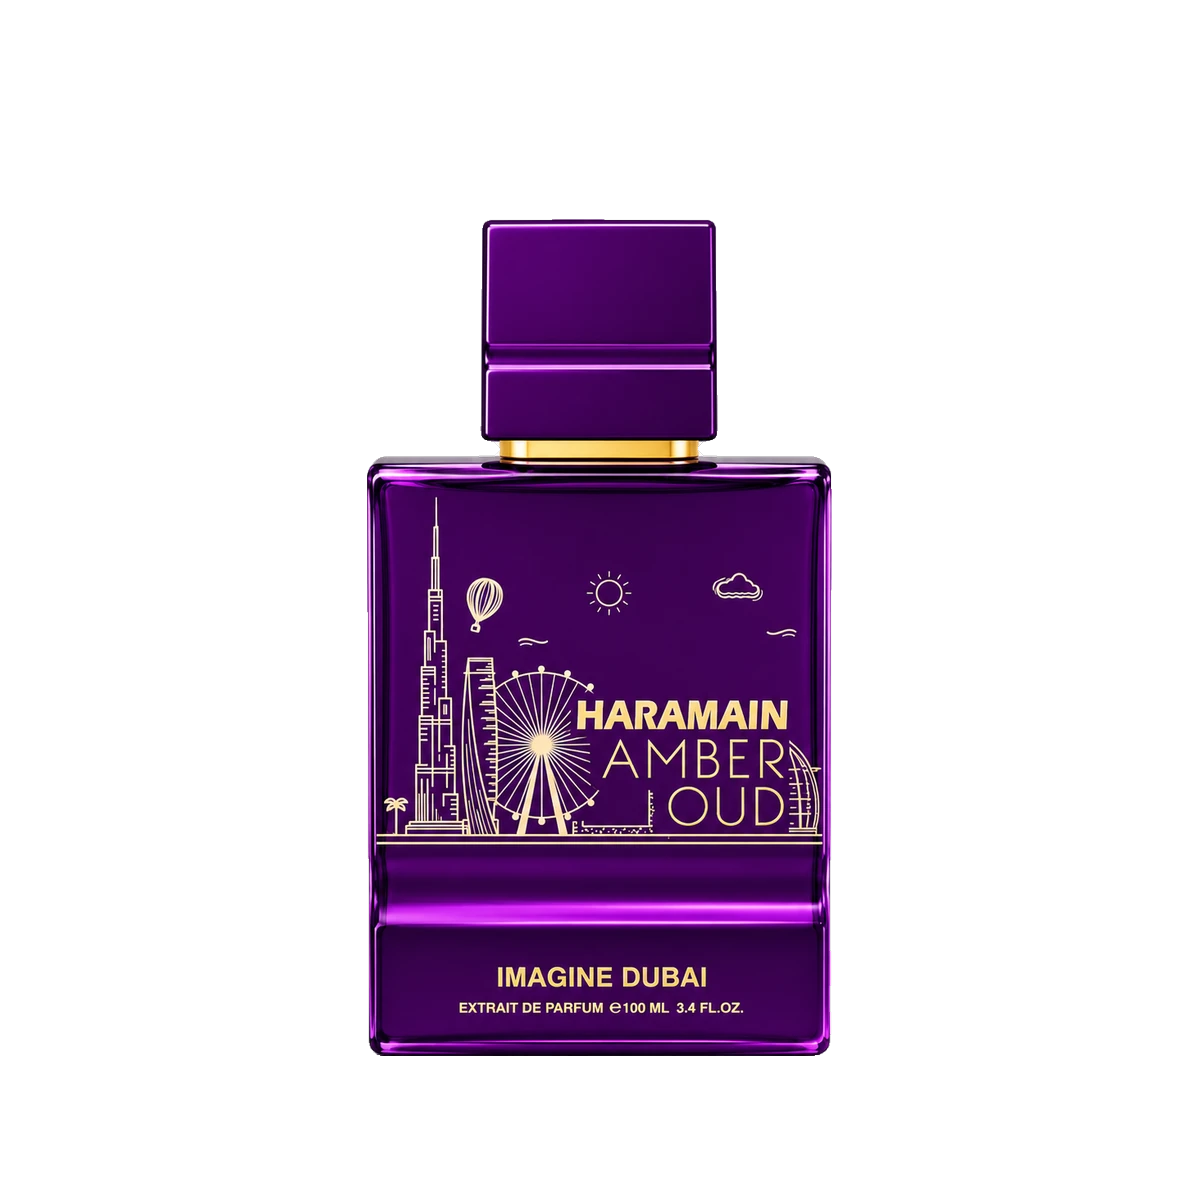 HARAMAIN
AMBER
OUD
IMAGINE DUBAI
EXTRAIT DE PARFUM ℮100 ML 3.4 FL.OZ.